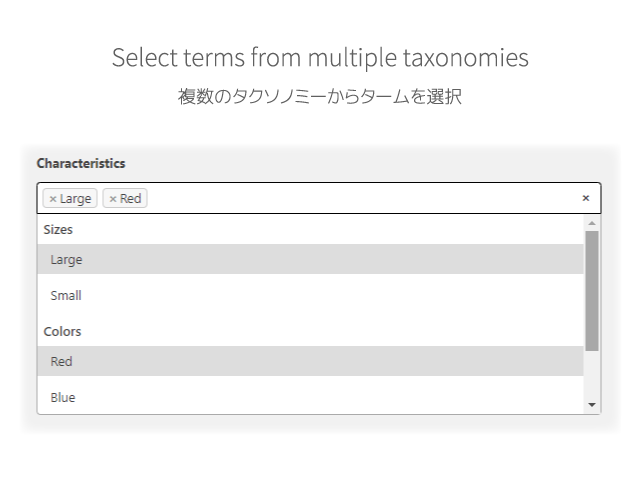 Select terms from multiple taxonomies
複数のタクソノミーからタームを選択
Characteristics
× Large × Red ×
Sizes
Large
Small
Colors
Red
Blue